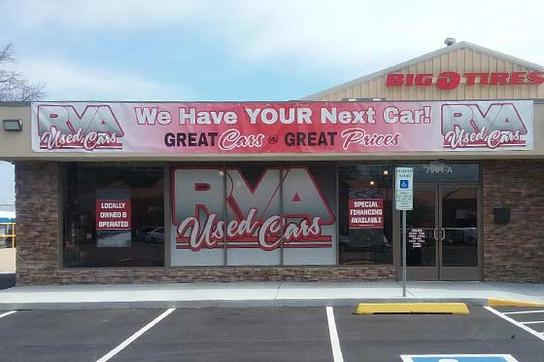 BIG O TIRES
RVA
Used Cars
We Have YOUR Next Car!
GREAT Cars @ GREAT Prices
RVA
Used Cars
7901-A
LOCALLY
OWNED &
OPERATED
RVA
Used Cars
SPECIAL
FINANCING
AVAILABLE